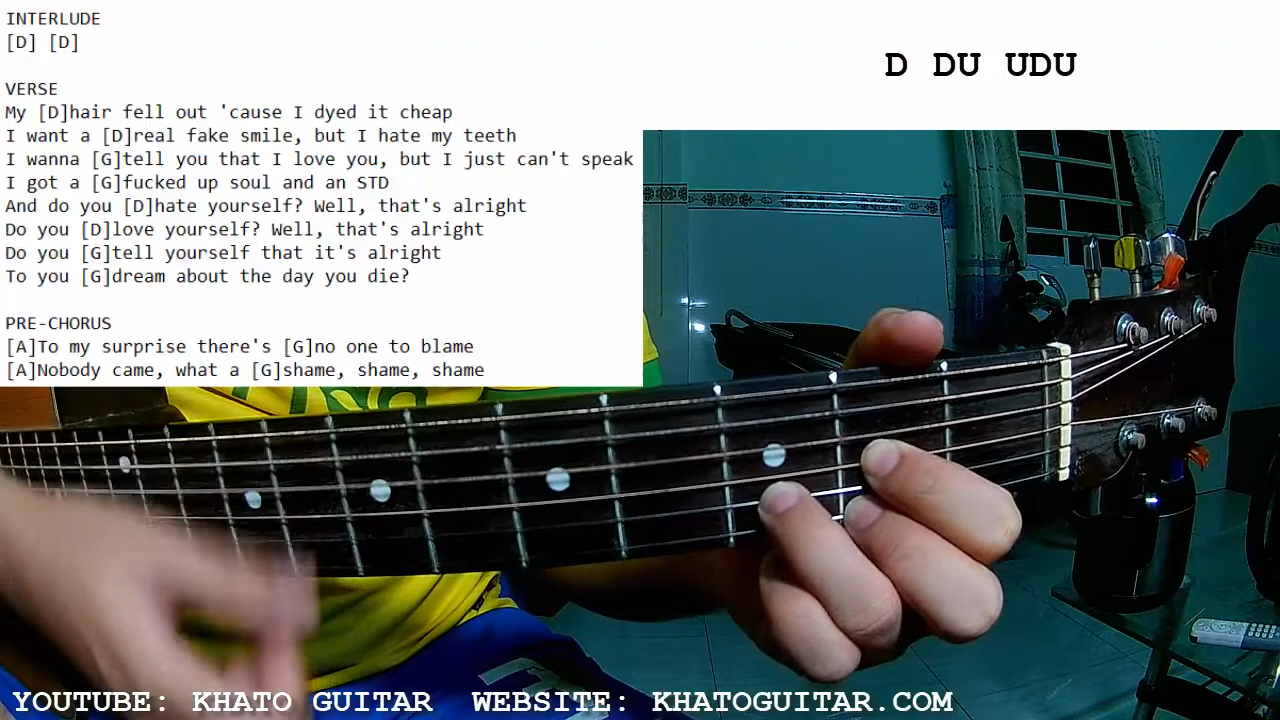 INTERLUDE
[D] [D]
VERSE
My [D]hair fell out 'cause I dyed it cheap
I want a [D]real fake smile, but I hate my teeth
I wanna [G]tell you that I love you, but I just can't speak
I got a [G]fucked up soul and an STD
And do you [D]hate yourself? Well, that's alright
Do you [D]love yourself? Well, that's alright
Do you [G]tell yourself that it's alright
To you [G]dream about the day you die?
PRE-CHORUS
[A]To my surprise there's [G]no one to blame
[A]Nobody came, what a [G]shame, shame, shame
D DU UDU
YOUTUBE: KHATO GUITAR WEBSITE: KHATOGUITAR.COM